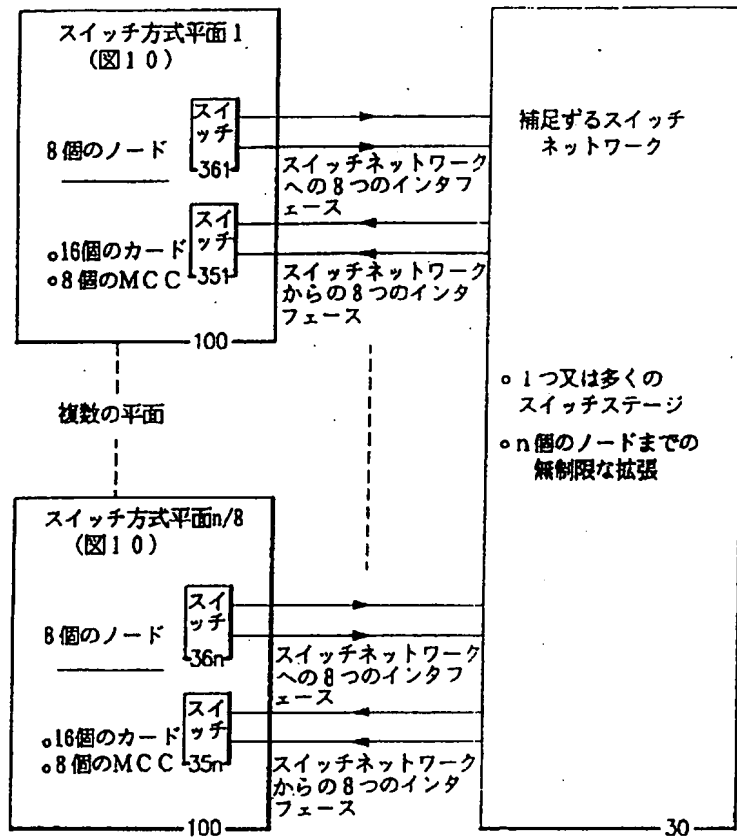 スイッチ方式平面1
(図10)
スイ
ッチ
361
8個のノード
スイッチネットワーク
への8つのインタフ
ェース
スイ
ッチ
351
○16個のカード
○8個のMCC
スイッチネットワーク
からの8つのインタ
フェース
100
複数の平面
スイッチ方式平面n/8
(図10)
スイ
ッチ
36n
8個のノード
スイッチネットワーク
への8つのインタフ
ェース
スイ
ッチ
35n
○16個のカード
○8個のMCC
スイッチネットワーク
からの8つのインタ
フェース
100
補足ずるスイッチ
ネットワーク
○1つ又は多くの
スイッチステージ
○n個のノードまでの
無制限な拡張
30